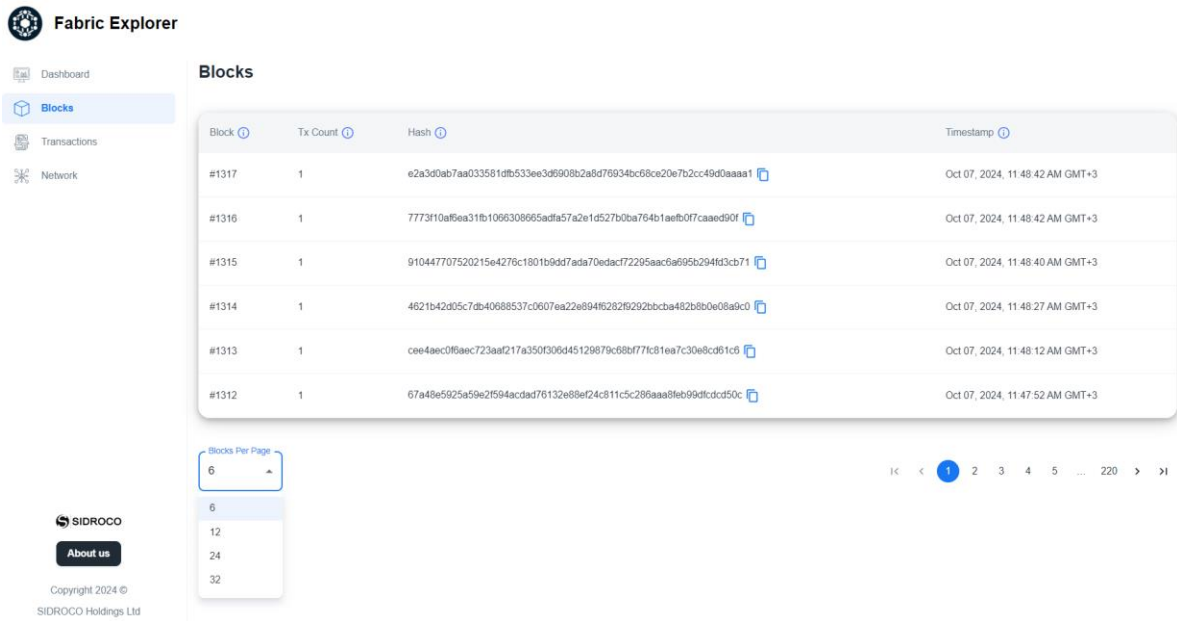 Fabric Explorer
Dashboard
Blocks
Transactions
Network
SIDROCO
About us
Copyright 2024 ©
SIDROCO Holdings Ltd
Blocks
Block Tx Count Hash Timestamp
#1317 1 e2a3d0ab7aa033581dfb533ee3d6908b2a8d76934bc68ce20e7b2cc49d0aaaa1 Oct 07, 2024, 11:48:42 AM GMT+3
#1316 1 7773f10af6ea31fb1066308665adfa57a2e1d527b0ba764b1aefb0f7caaed90f Oct 07, 2024, 11:48:42 AM GMT+3
#1315 1 910447707520215e4276c1801b9dd7ada70edacf72295aac6a695b294fd3cb71 Oct 07, 2024, 11:48:40 AM GMT+3
#1314 1 4621b42d05c7db40688537c0607ea22e894f6282f9292bbcba482b8b0e08a9c0 Oct 07, 2024, 11:48:27 AM GMT+3
#1313 1 cee4aec0f6aec723aaf217a350f306d45129879c68bf77fc81ea7c30e8cd61c6 Oct 07, 2024, 11:48:12 AM GMT+3
#1312 1 67a48e5925a59e2f594acdad76132e88ef24c811c5c286aaa8feb99dfcdcd50c Oct 07, 2024, 11:47:52 AM GMT+3
Blocks Per Page
6
6
12
24
32
1 2 3 4 5 ... 220